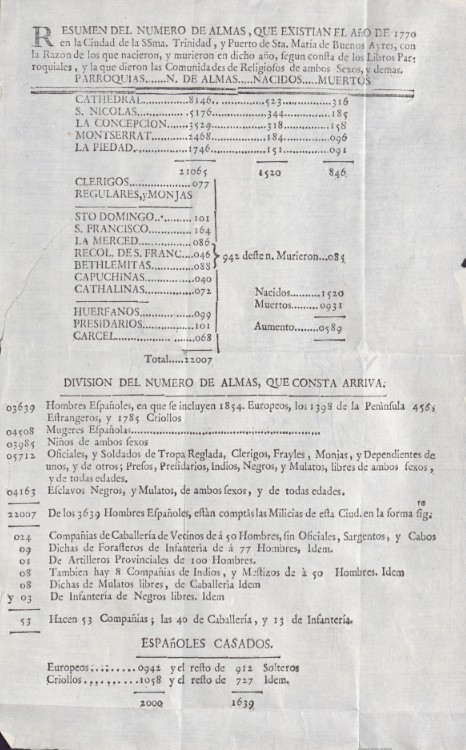 RESUMEN DEL NUMERO DE ALMAS, QUE EXISTIAN EL AñO DE 1770
en la Ciudad de la SSma. Trinidad, y Puerto de Sta. Maria de Buenos Ayres, con
la Razon de los que nacieron, y murieron en dicho año, segun consta de los Libros Par-
roquiales, y la que dieron las Comunidades de Religiosos de ambos Sexos, y demas.
PARROQUIAS......N. DE ALMAS....NACIDOS....MUERTOS
CATHEDRAL..........8146.........523...........316
S. NICOLAS..........5176..........344...........185
LA CONCEPCION...3529..........318...........158
MONTSERRAT........2468..........184...........096
LA PIEDAD...........1746..........151...........091
21065 1520 846
CLERIGOS...............077
REGULARES, y MONJAS
STO DOMINGO.........101
S. FRANCISCO..........164
LA MERCED.............086
RECOL. DE S. FRANC...046 } 942 deste n. Murieron...085
BETHLEMITAS..........088
CAPUCHINAS............040
CATHALINAS............072 Nacidos.......1520
Muertos.......0931
HUERFANOS............099
PRESIDARIOS............101 Aumento.......0589
CARCEL..................068
Total.....22007
DIVISION DEL NUMERO DE ALMAS, QUE CONSTA ARRIVA.
03639 Hombres Españoles, en que se incluyen 1854. Europeos, los 1398 de la Peninsula 456,
Estrangeros, y 1785 Criollos
04508 Mugeres Españolas......................................................
03985 Niños de ambos sexos
05712 Oficiales, y Soldados de Tropa Reglada, Clerigos, Frayles, Monjas, y Dependientes de
unos, y de otros; Presos, Presidarios, Indios, Negros, y Mulatos, libres de ambos sexos,
y de todas edades.
04163 Esclavos Negros, y Mulatos, de ambos sexos, y de todas edades.
22007 De los 3639 Hombres Españoles, están comptãs las Milicias de esta Ciud. en la forma sig.te
024 Compañias de Caballería de Vecinos de á 50 Hombres, sin Oficiales, Sargentos, y Cabos
09 Dichas de Forasteros de Infanteria de á 77 Hombres, Idem.
01 De Artilleros Provinciales de 100 Hombres.
08 Tambien hay 8 Compañias de Indios, y Mestizos de à 50 Hombres. Idem
08 Dichas de Mulatos libres, de Caballeria Idem
y 03 De Infantería de Negros libres. Idem
53 Hacen 53 Compañias; las 40 de Caballería, y 13 de Infantería.
ESPAñOLES CASADOS.
Europeos.........0942 y el resto de 912 Solteros
Criollos..........1058 y el resto de 727 Idem.
2000 1639